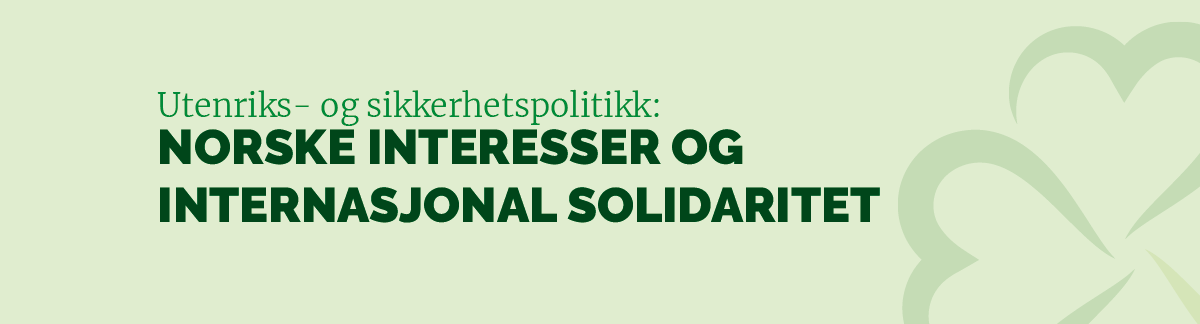 Utenriks- og sikkerhetspolitikk:
NORSKE INTERESSER OG
INTERNASJONAL SOLIDARITET